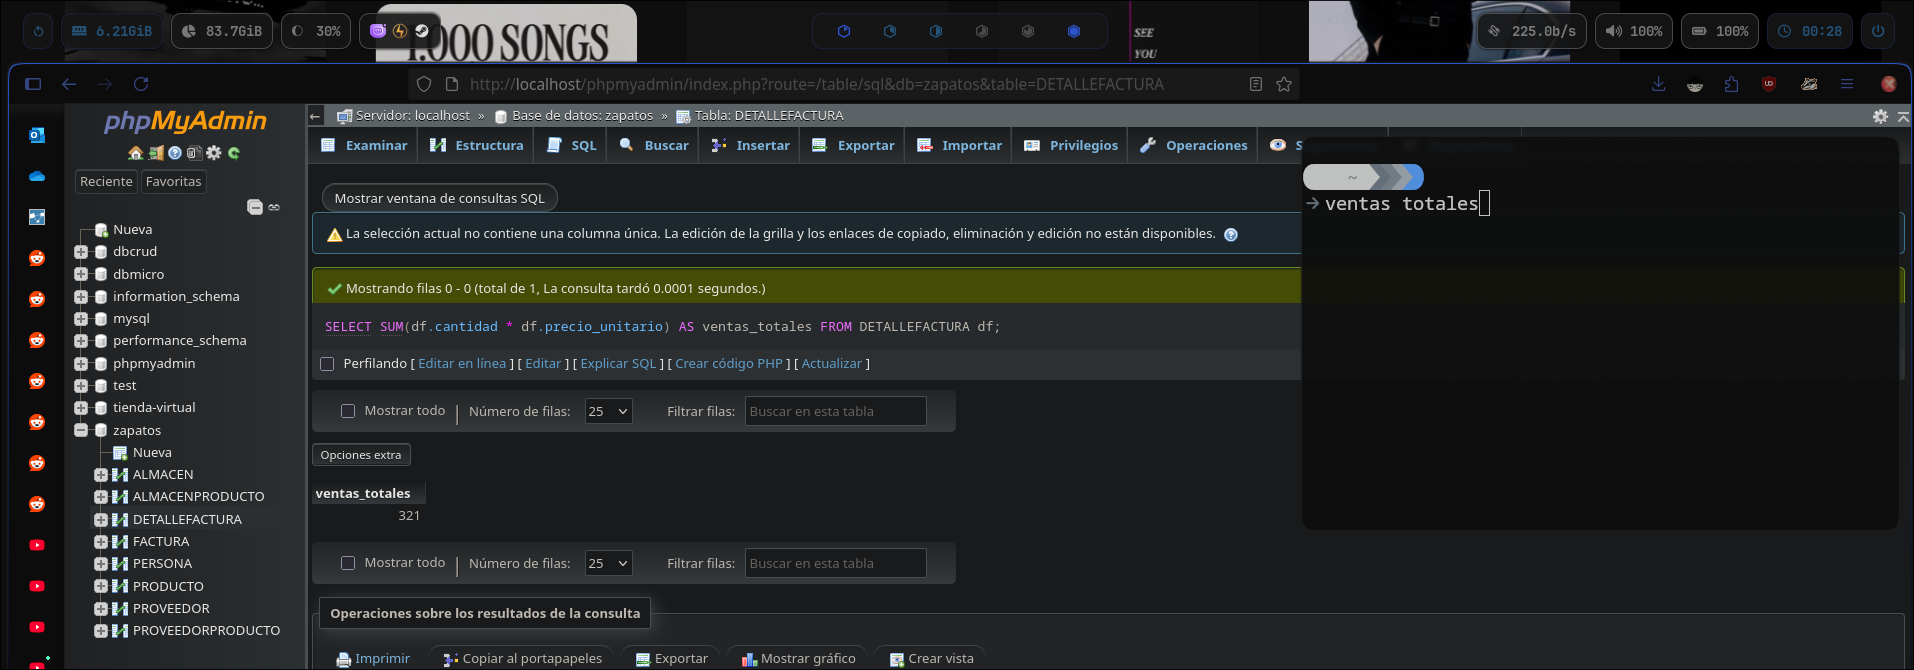 6.21GiB
83.7GiB
30%
1.000 SONGS
SEE
YOU
225.0b/s
100%
100%
00:28
http://localhost/phpmyadmin/index.php?route=/table/sql&db=zapatos&table=DETALLEFACTURA
phpMyAdmin
Reciente
Favoritas
Nueva
dbcrud
dbmicro
information_schema
mysql
performance_schema
phpmyadmin
test
tienda-virtual
zapatos
Nueva
ALMACEN
ALMACENPRODUCTO
DETALLEFACTURA
FACTURA
PERSONA
PRODUCTO
PROVEEDOR
PROVEEDORPRODUCTO
Servidor: localhost » Base de datos: zapatos » Tabla: DETALLEFACTURA
Examinar Estructura SQL Buscar Insertar Exportar Importar Privilegios Operaciones
Mostrar ventana de consultas SQL
La selección actual no contiene una columna única. La edición de la grilla y los enlaces de copiado, eliminación y edición no están disponibles.
Mostrando filas 0 - 0 (total de 1, La consulta tardó 0.0001 segundos.)
SELECT SUM(df.cantidad * df.precio_unitario) AS ventas_totales FROM DETALLEFACTURA df;
Perfilando [ Editar en línea ] [ Editar ] [ Explicar SQL ] [ Crear código PHP ] [ Actualizar ]
Mostrar todo | Número de filas: 25 Filtrar filas: Buscar en esta tabla
Opciones extra
ventas_totales
321
Mostrar todo | Número de filas: 25 Filtrar filas: Buscar en esta tabla
Operaciones sobre los resultados de la consulta
Imprimir Copiar al portapapeles Exportar Mostrar gráfico Crear vista
~
→ ventas totales